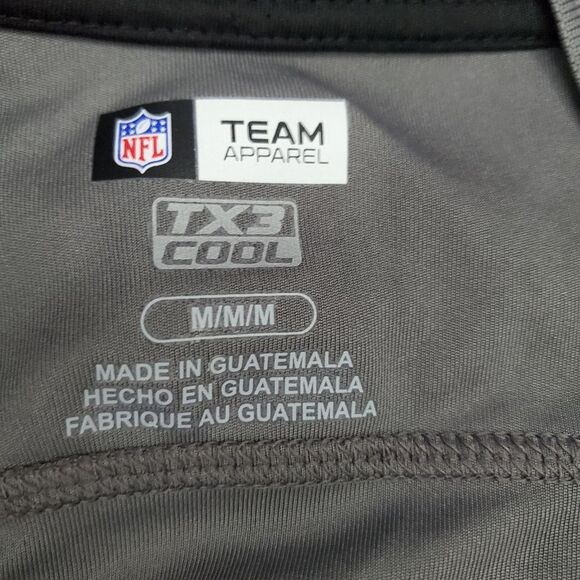 NFL
TEAM
APPAREL
TX3
COOL
M/M/M
MADE IN GUATEMALA
HECHO EN GUATEMALA
FABRIQUE AU GUATEMALA